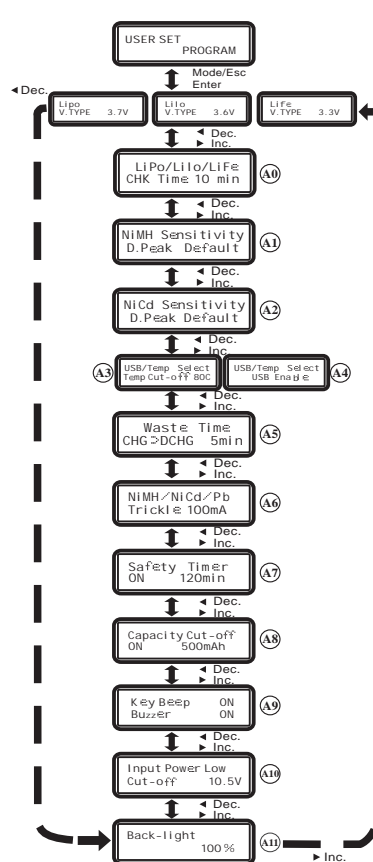 USER SET
PROGRAM
Mode/Esc
Enter
◄ Dec.
Lipo
V.TYPE 3.7V
LiIo
V.TYPE 3.6V
Life
V.TYPE 3.3V
◄ Dec.
► Inc.
LiPo/LiIo/LiFe
CHK Time 10 min
A0
◄ Dec.
► Inc.
NiMH Sensitivity
D.Peak Default
A1
◄ Dec.
► Inc.
NiCd Sensitivity
D.Peak Default
A2
◄ Dec.
► Inc.
A3
USB/Temp Select
Temp Cut-off 80C
USB/Temp Select
USB Enable
A4
◄ Dec.
► Inc.
Waste Time
CHG>DCHG 5min
A5
◄ Dec.
► Inc.
NiMH/NiCd/Pb
Trickle 100mA
A6
◄ Dec.
► Inc.
Safety Timer
ON 120min
A7
◄ Dec.
► Inc.
Capacity Cut-off
ON 500mAh
A8
◄ Dec.
► Inc.
Key Beep ON
Buzzer ON
A9
◄ Dec.
► Inc.
Input Power Low
Cut-off 10.5V
A10
◄ Dec.
► Inc.
Back-light
100%
A11
► Inc.